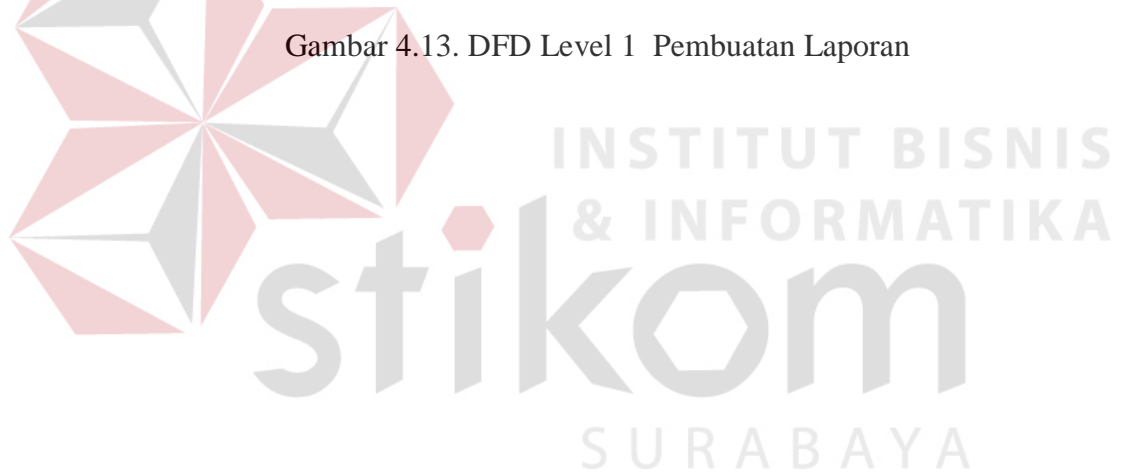 Gambar 4.13. DFD Level 1 Pembuatan Laporan
INSTITUT BISNIS
& INFORMATIKA
stikom
SURABAYA